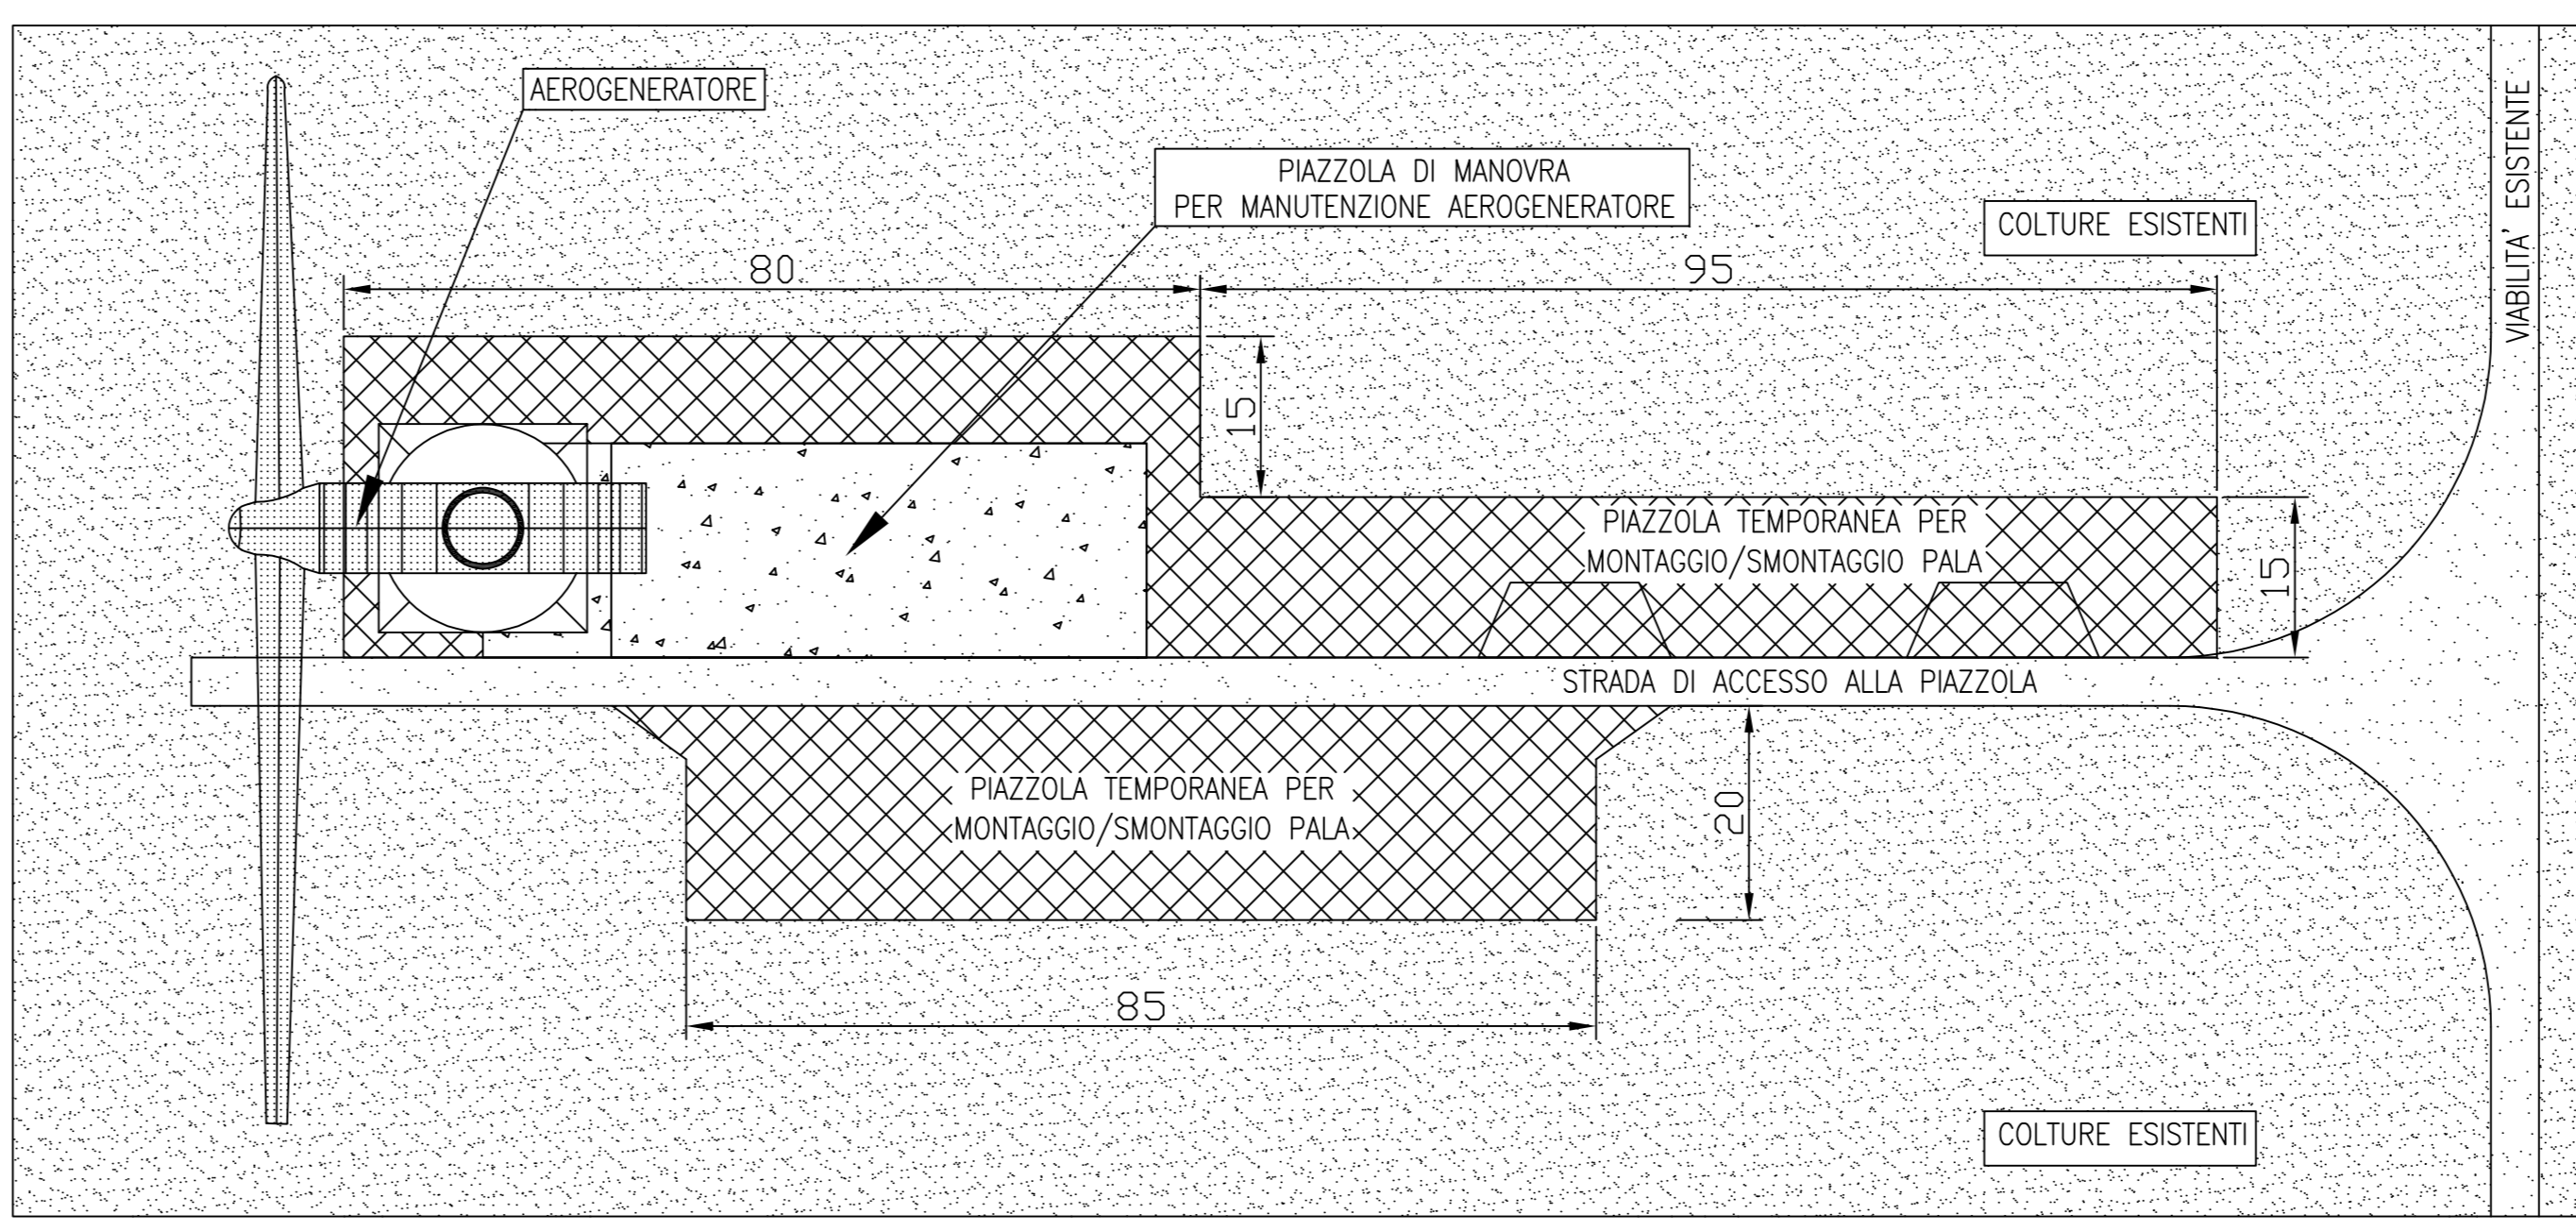 AEROGENERATORE
PIAZZOLA DI MANOVRA
PER MANUTENZIONE AEROGENERATORE
COLTURE ESISTENTI
VIABILITA' ESISTENTE
80
95
15
PIAZZOLA TEMPORANEA PER
MONTAGGIO/SMONTAGGIO PALA
15
STRADA DI ACCESSO ALLA PIAZZOLA
PIAZZOLA TEMPORANEA PER
MONTAGGIO/SMONTAGGIO PALA
20
85
COLTURE ESISTENTI